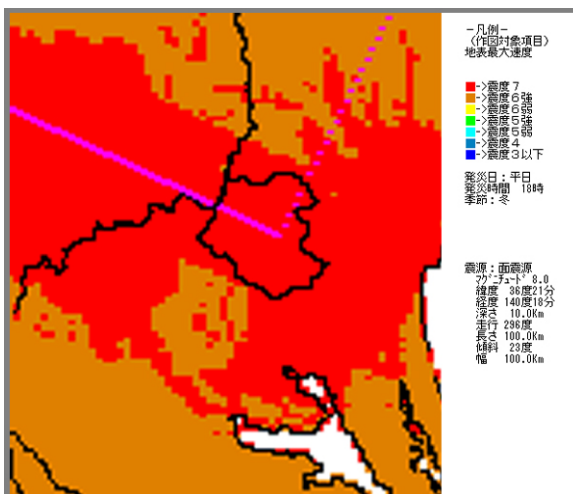 －凡例－
（作図対象項目）
地表最大速度
->震度７
->震度６強
->震度６弱
->震度５強
->震度５弱
->震度４
->震度３以下
発災日：平日
発災時間　18時
季節：冬
震源：面震源
ﾏｸﾞﾆﾁｭｰﾄﾞ 8.0
緯度　36度21分
経度 140度18分
深さ　10.0Km
走行 296度
長さ 100.0Km
傾斜　23度
幅　100.0Km